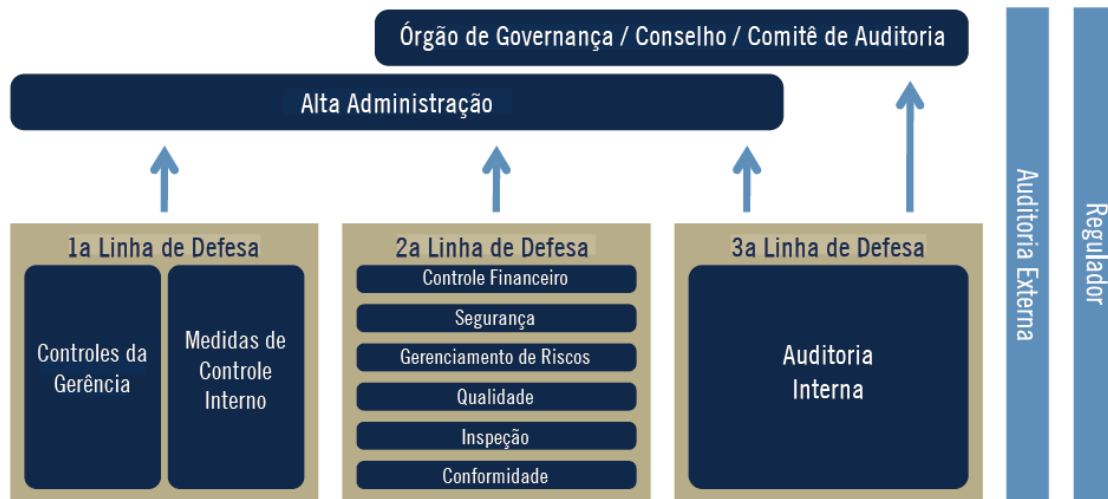 Órgão de Governança / Conselho / Comitê de Auditoria
Alta Administração
1a Linha de Defesa
Controles da
Gerência
Medidas de
Controle
Interno
2a Linha de Defesa
Controle Financeiro
Segurança
Gerenciamento de Riscos
Qualidade
Inspeção
Conformidade
3a Linha de Defesa
Auditoria
Interna
Auditoria Externa
Regulador